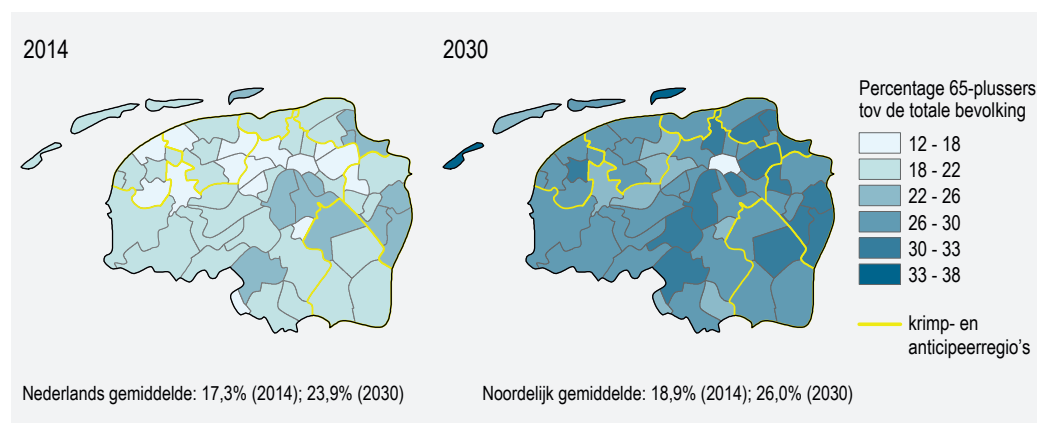 2014
2030
Percentage 65-plussers
tov de totale bevolking
12 - 18
18 - 22
22 - 26
26 - 30
30 - 33
33 - 38
krimp- en
anticipeerregio's
Nederlands gemiddelde: 17,3% (2014); 23,9% (2030)
Noordelijk gemiddelde: 18,9% (2014); 26,0% (2030)